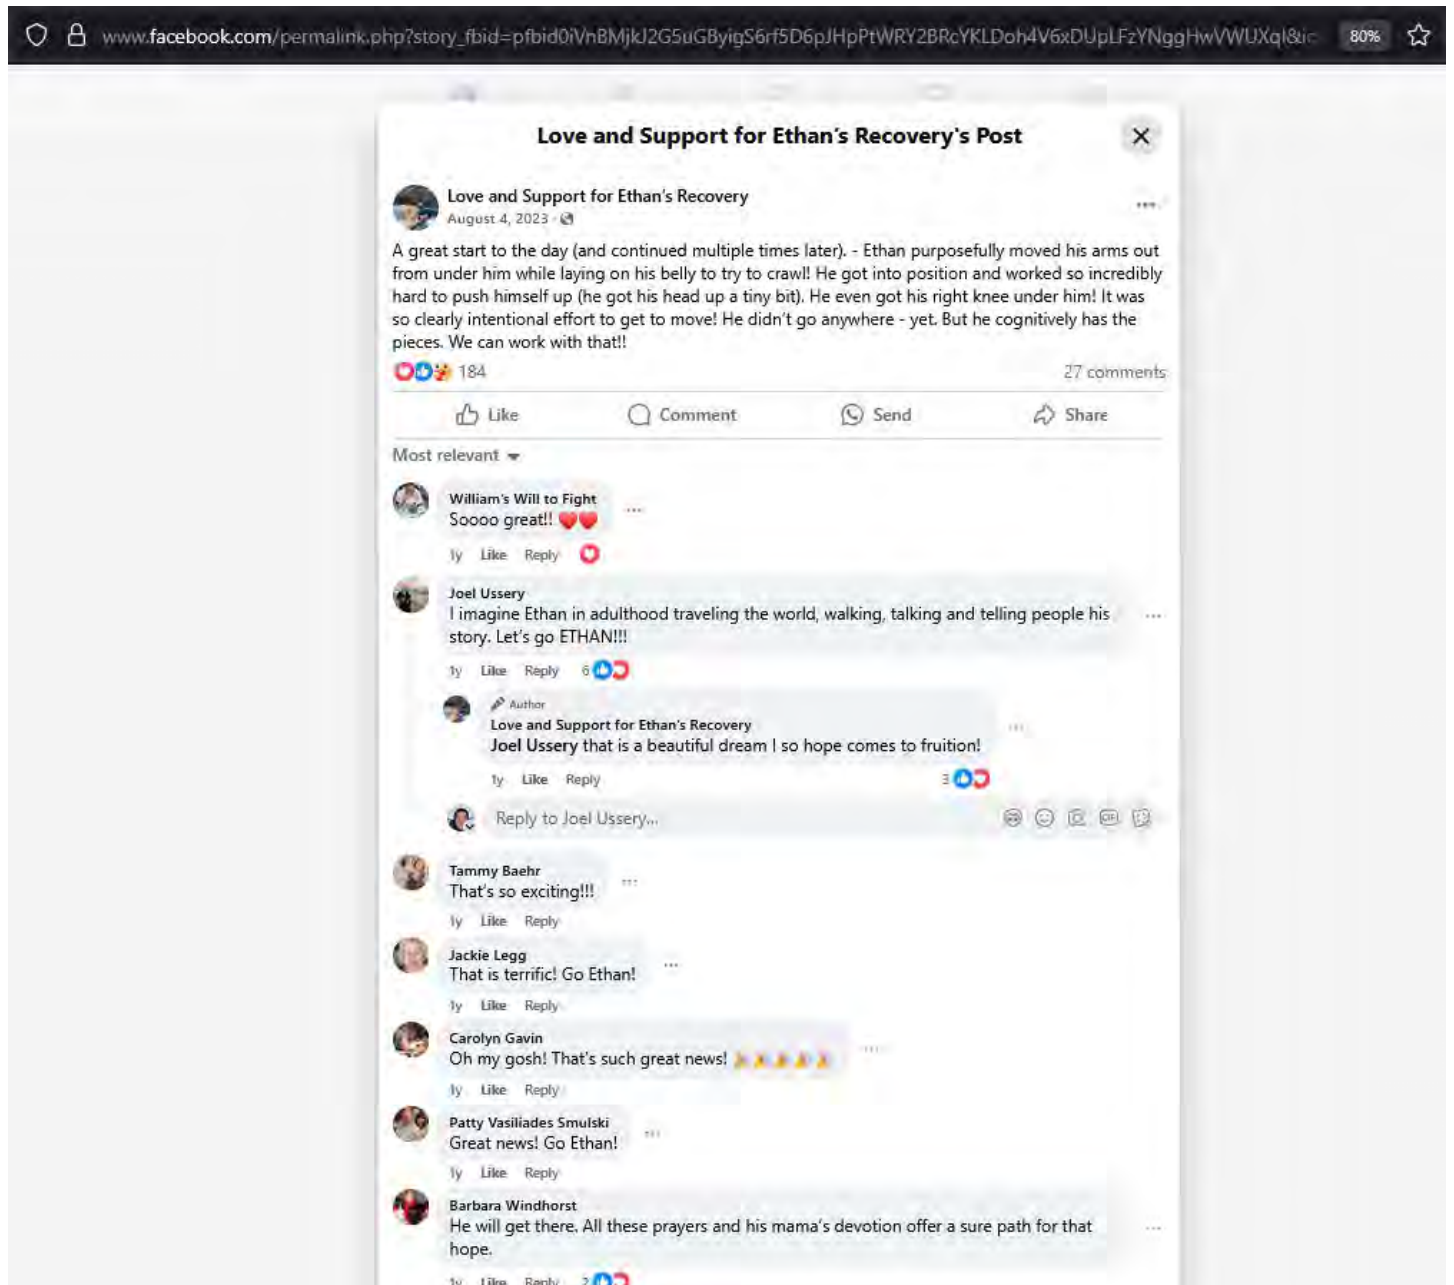 www.facebook.com/permalink.php?story_fbid=pfbid0iVnBMjkJ2G5uGByigS6rf5D6pJHpPtWRY2BRcYKLDoh4V6xDUpLFzYNggHwVWUXql&id 80%
Love and Support for Ethan's Recovery's Post
Love and Support for Ethan's Recovery
August 4, 2023
A great start to the day (and continued multiple times later). - Ethan purposefully moved his arms out
from under him while laying on his belly to try to crawl! He got into position and worked so incredibly
hard to push himself up (he got his head up a tiny bit). He even got his right knee under him! It was
so clearly intentional effort to get to move! He didn't go anywhere - yet. But he cognitively has the
pieces. We can work with that!!
184 27 comments
Like Comment Send Share
Most relevant
William's Will to Fight
Soooo great!! ❤️❤️
1y Like Reply
Joel Ussery
I imagine Ethan in adulthood traveling the world, walking, talking and telling people his
story. Let's go ETHAN!!!
1y Like Reply 6
Author
Love and Support for Ethan's Recovery
Joel Ussery that is a beautiful dream I so hope comes to fruition!
1y Like Reply 3
Reply to Joel Ussery...
GIF
Tammy Baehr
That's so exciting!!!
1y Like Reply
Jackie Legg
That is terrific! Go Ethan!
1y Like Reply
Carolyn Gavin
Oh my gosh! That's such great news! 🎉🎉🎉🎉🎉
1y Like Reply
Patty Vasiliades Smulski
Great news! Go Ethan!
1y Like Reply
Barbara Windhorst
He will get there. All these prayers and his mama's devotion offer a sure path for that
hope.
1y Like Reply 2